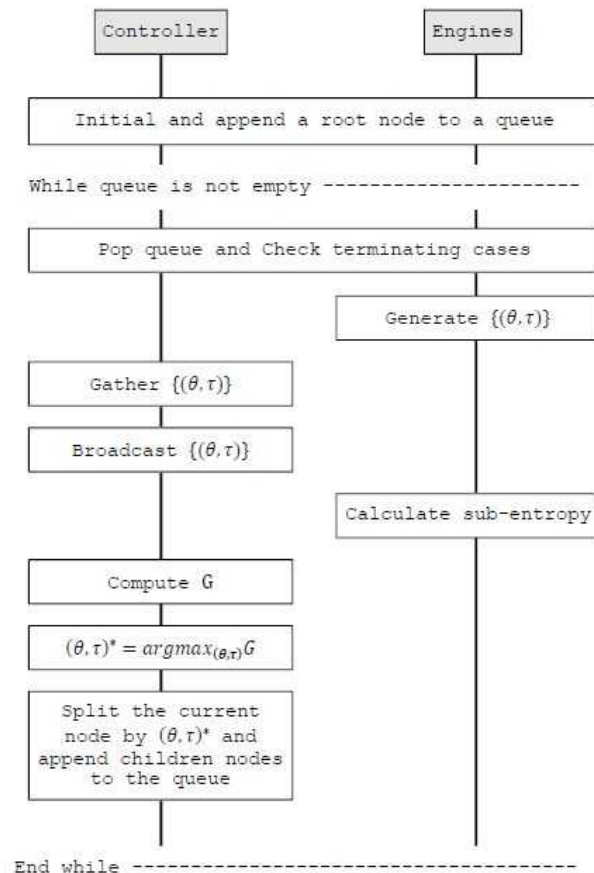 Controller Engines
Initial and append a root node to a queue
While queue is not empty ----------------------
Pop queue and Check terminating cases
Generate {(θ,τ)}
Gather {(θ,τ)}
Broadcast {(θ,τ)}
Calculate sub-entropy
Compute G
(θ,τ)* = argmax(θ,τ)G
Split the current
node by (θ,τ)* and
append children nodes
to the queue
End while --------------------------------------